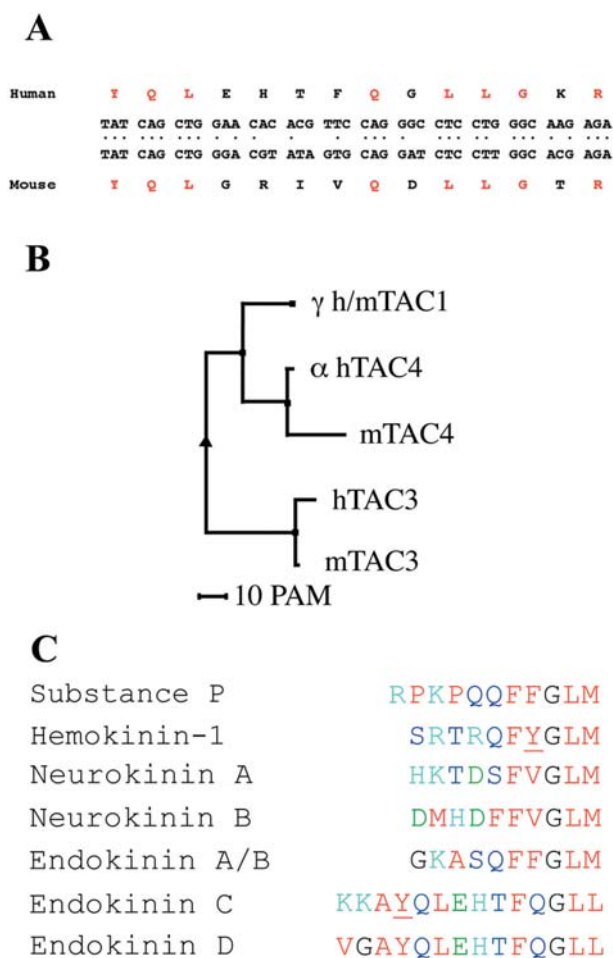 A
Human Y Q L E H T F Q G L L G K R
TAT CAG CTG GAA CAC ACG TTC CAG GGC CTC CTG GGC AAG AGA
TAT CAG CTG GGA CGT ATA GTG CAG GAT CTC CTT GGC ACG AGA
Mouse Y Q L G R I V Q D L L G T R
B
γ h/mTAC1
α hTAC4
mTAC4
hTAC3
mTAC3
10 PAM
C
Substance P RPKPQQFFGLM
Hemokinin-1 SRTRQFYGLM
Neurokinin A HKTDSFVGLM
Neurokinin B DMHDFFVGLM
Endokinin A/B GKASQFFGLM
Endokinin C KKAYQLEHTFQGLL
Endokinin D VGAYQLEHTFQGLL